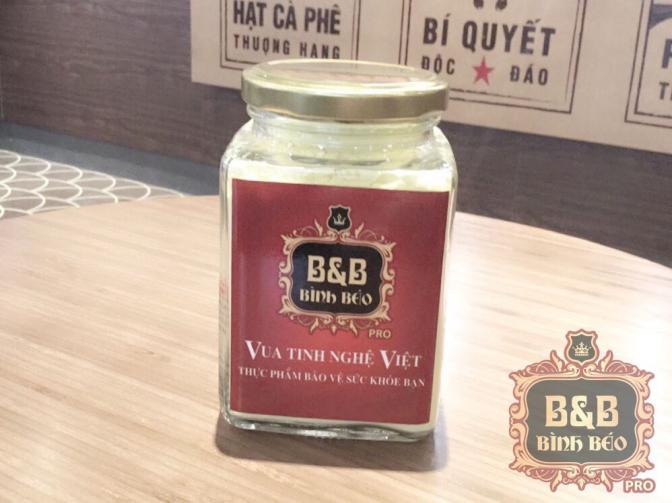 HẠT CÀ PHÊ
THƯỢNG HẠNG
BÍ QUYẾT
ĐỘC ĐÁO
B&B
BÌNH BÉO
PRO
VUA TINH NGHỆ VIỆT
THỰC PHẨM BẢO VỆ SỨC KHỎE BẠN
B&B
BÌNH BÉO
PRO